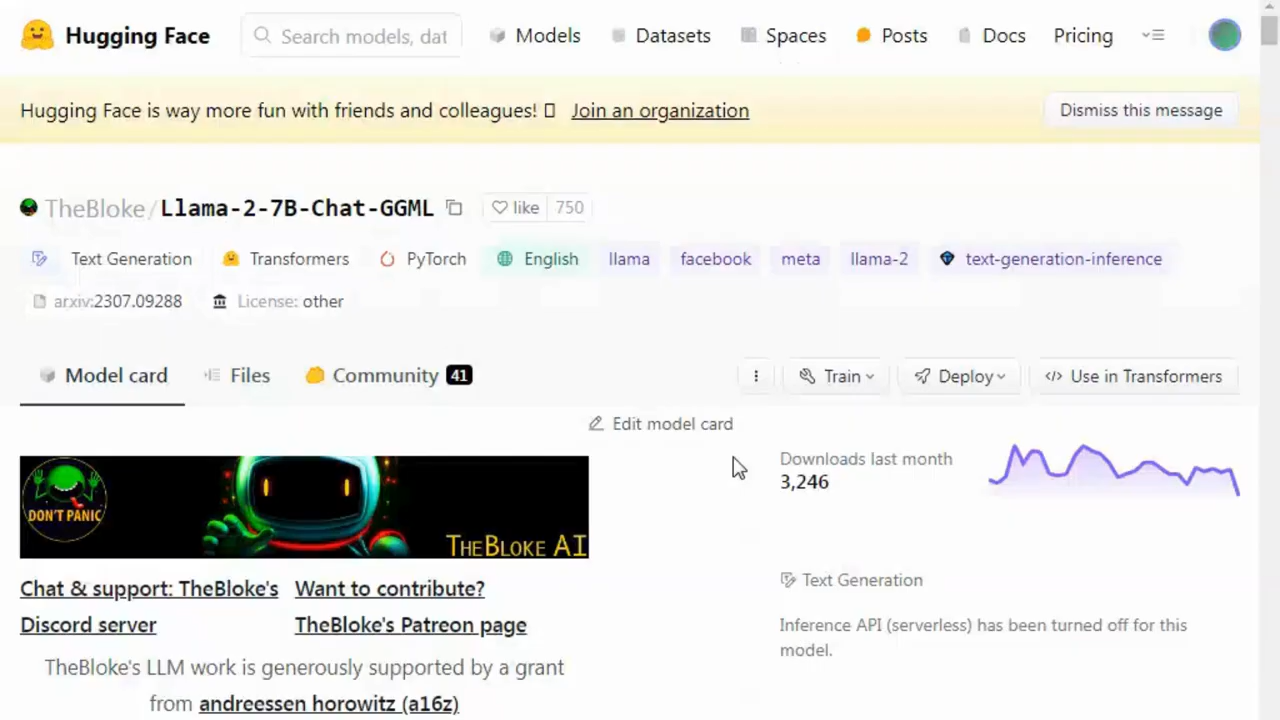 Hugging Face
Search models, dat
Models
Datasets
Spaces
Posts
Docs
Pricing
Hugging Face is way more fun with friends and colleagues! Join an organization
Dismiss this message
TheBloke/Llama-2-7B-Chat-GGML
like 750
Text Generation
Transformers
PyTorch
English
llama
facebook
meta
llama-2
text-generation-inference
arxiv:2307.09288
License: other
Model card
Files
Community 41
Train
Deploy
Use in Transformers
Edit model card
Downloads last month
3,246
DON'T PANIC
THEBLOKE AI
Chat & support: TheBloke's
Discord server
Want to contribute?
TheBloke's Patreon page
TheBloke's LLM work is generously supported by a grant
from andreessen horowitz (a16z)
Text Generation
Inference API (serverless) has been turned off for this
model.